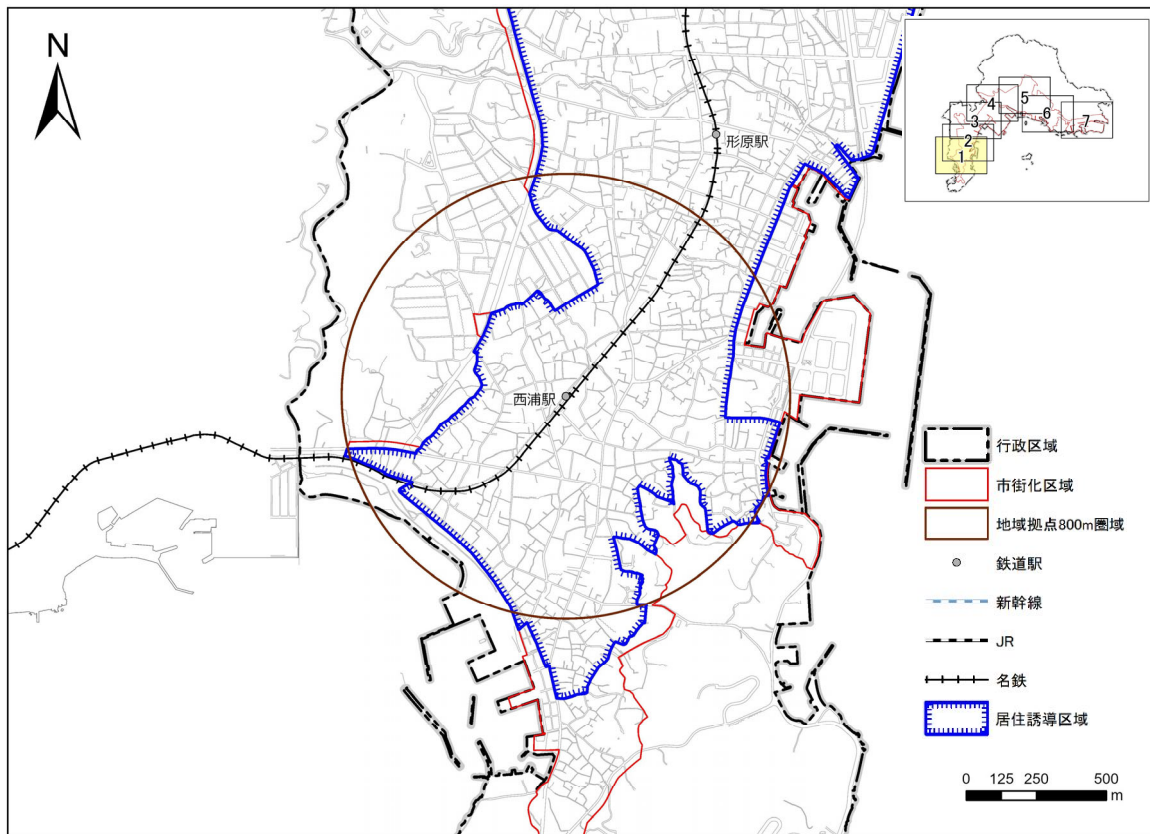 N
形原駅
西浦駅
1
2
3
4
5
6
7
行政区域
市街化区域
地域拠点800m圏域
鉄道駅
新幹線
JR
名鉄
居住誘導区域
0 125 250 500
m